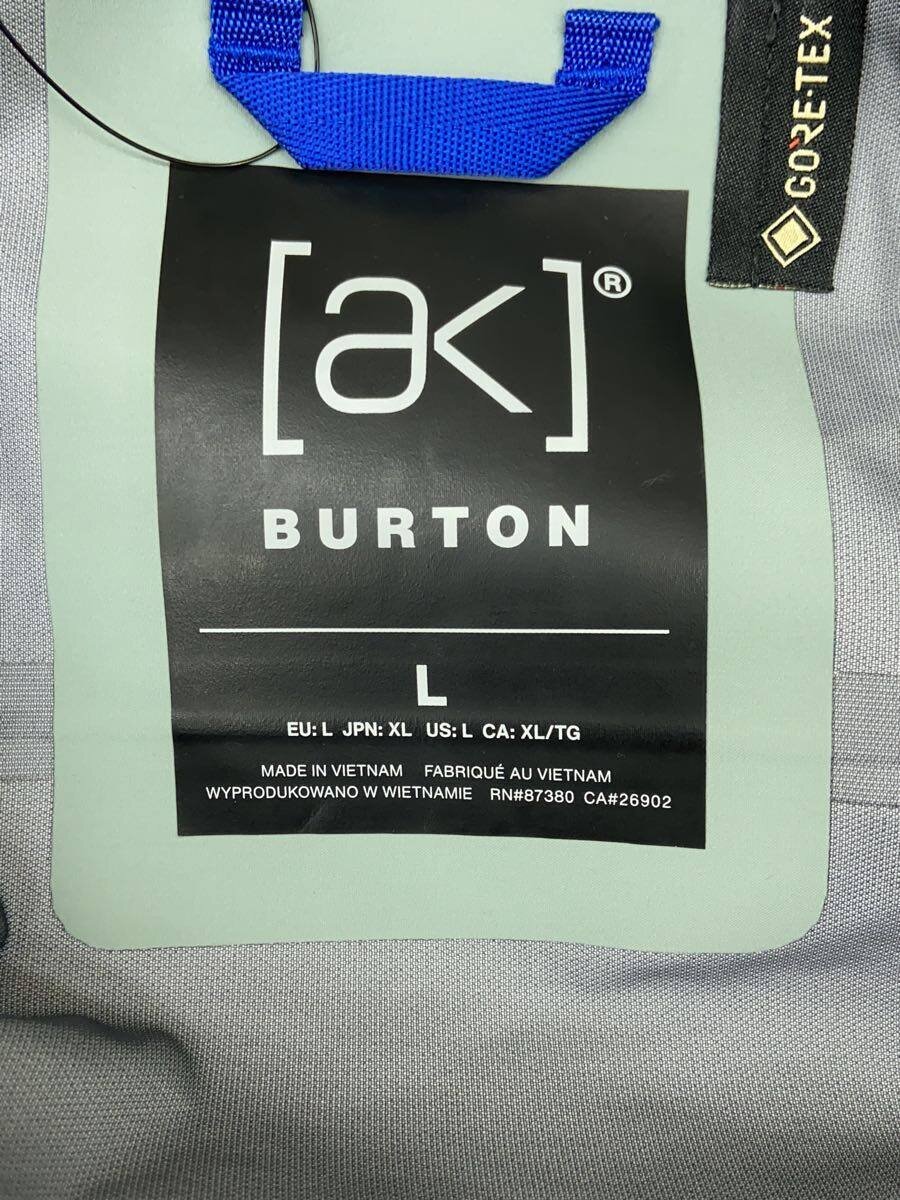 GORE-TEX
[ak]®
BURTON
L
EU: L JPN: XL US: L CA: XL/TG
MADE IN VIETNAM FABRIQUÉ AU VIETNAM
WYPRODUKOWANO W WIETNAMIE RN#87380 CA#26902